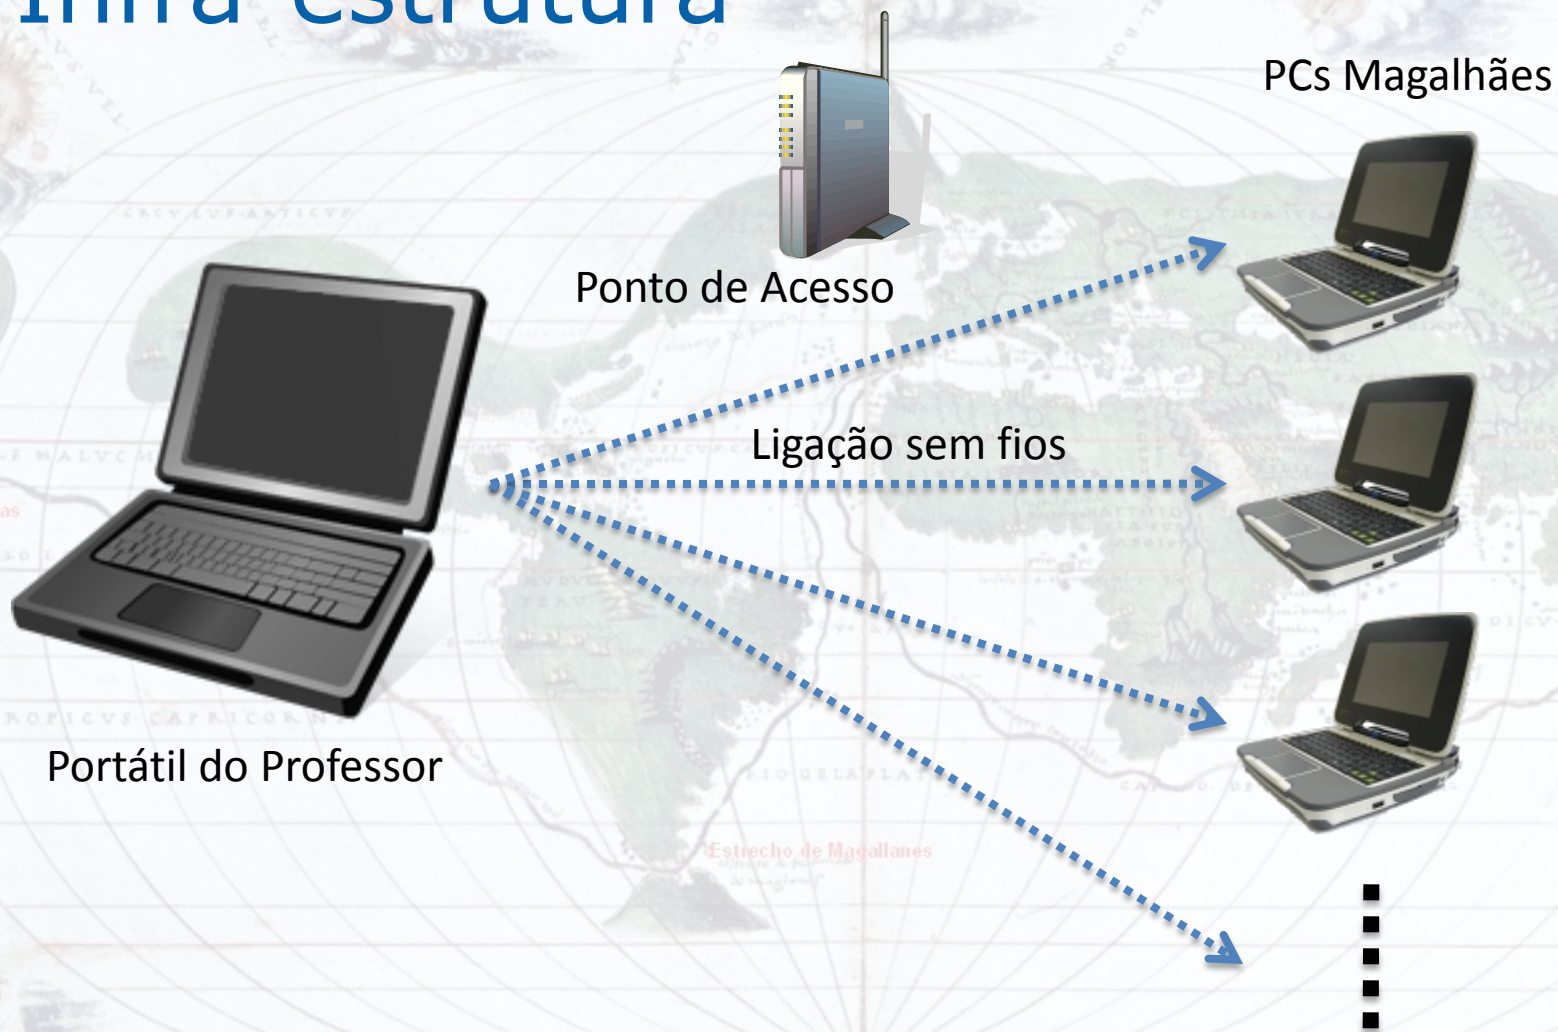 Infra-estrutura
PCs Magalhães
Ponto de Acesso
Ligação sem fios
Portátil do Professor
Estrecho de Magallanes